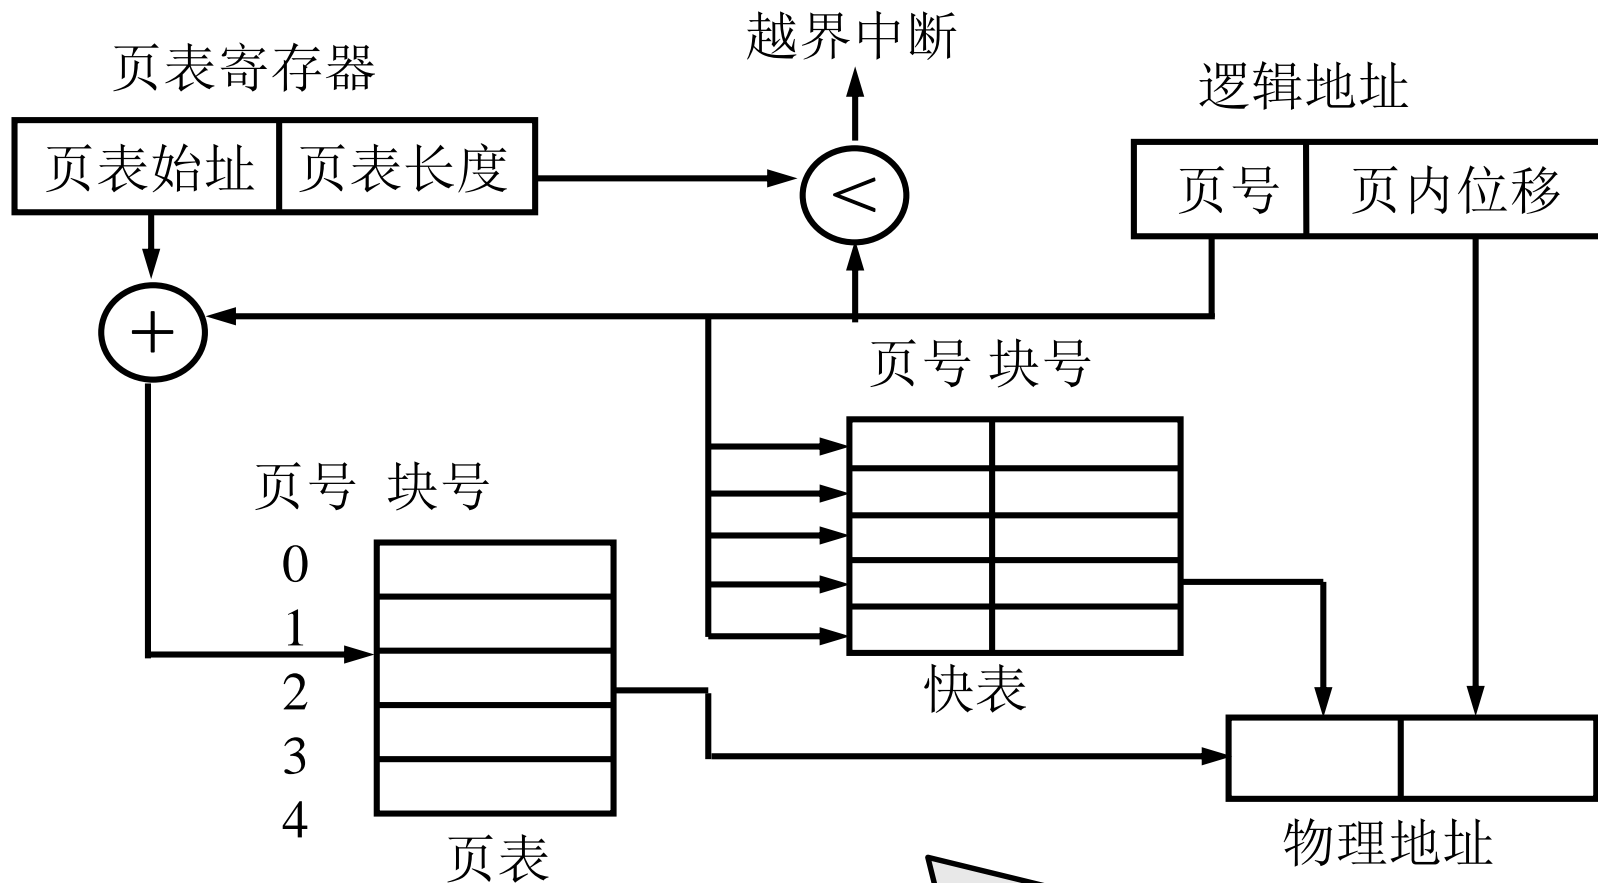 越界中断
页表寄存器
逻辑地址
页表始址 页表长度
<
页号 页内位移
+
页号 块号
页号 块号
0
1
2
3
4
快表
物理地址
页表